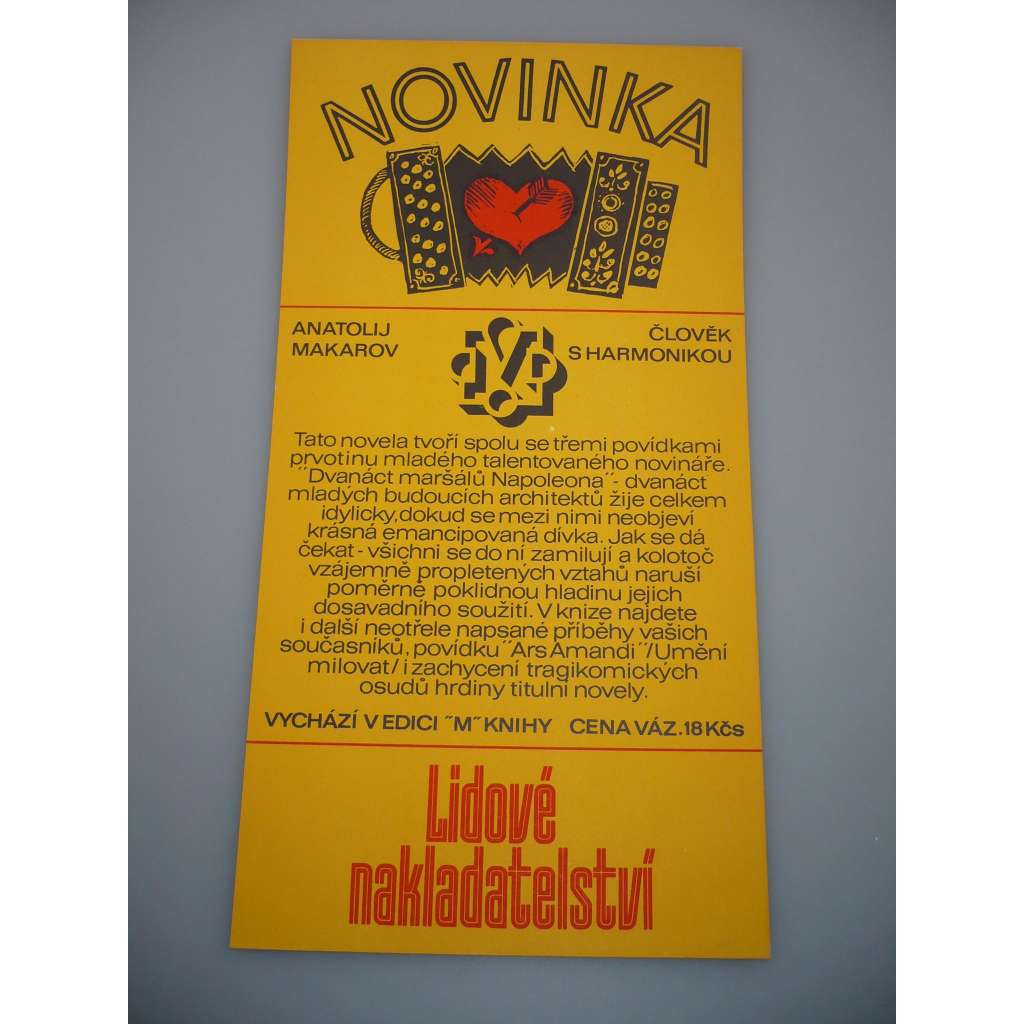 NOVINKA
ANATOLIJ
MAKAROV
ČLOVĚK
S HARMONIKOU
Tato novela tvoří spolu se třemi povídkami
prvotinu mladého talentovaného novináře.
˝Dvanáct maršálů Napoleona˝- dvanáct
mladých budoucích architektů žije celkem
idylicky, dokud se mezi nimi neobjeví
krásná emancipovaná dívka. Jak se dá
čekat - všichni se do ní zamilují a kolotoč
vzájemně propletených vztahů naruší
poměrně poklidnou hladinu jejich
dosavadního soužití. V knize najdete
i další neotřele napsané příběhy vašich
současníků, povídku ˝Ars Amandi˝/Umění
milovat/ i zachycení tragikomických
osudů hrdiny titulní novely.
VYCHÁZÍ V EDICI ˝M˝ KNIHY CENA VÁZ. 18 Kčs
Lidové
nakladatelství